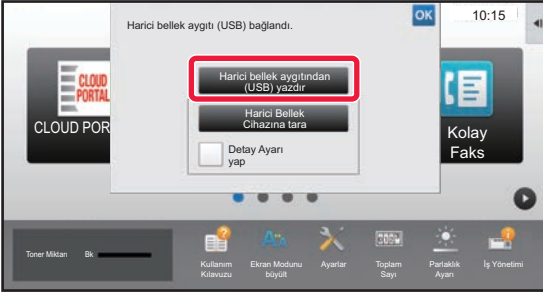 Harici bellek aygıtı (USB) bağlandı.
OK
10:15
Harici bellek aygıtından
(USB) yazdır
Harici Bellek
Cihazına tara
Detay Ayarı
yap
CLOUD
PORTAL
CLOUD POR
Kolay
Faks
Toner Miktarı
Bk
Kullanım
Kılavuzu
Ekran Modunu
büyült
Ayarlar
Toplam
Sayı
Parlaklık
Ayarı
İş Yönetimi